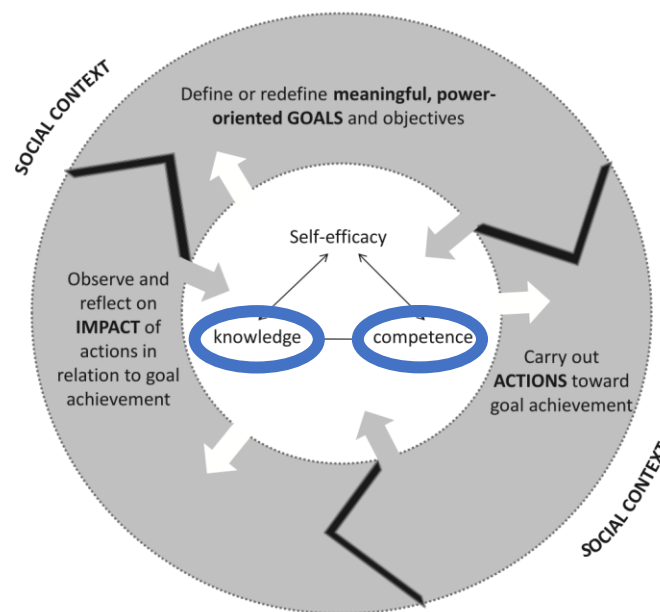 SOCIAL CONTEXT
Define or redefine meaningful, power-
oriented GOALS and objectives
Self-efficacy
knowledge
competence
Observe and
reflect on
IMPACT of
actions in
relation to goal
achievement
Carry out
ACTIONS toward
goal achievement
SOCIAL CONTEXT